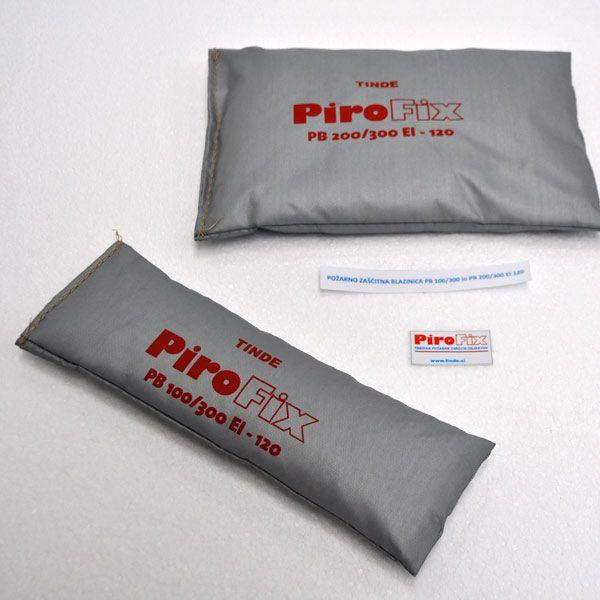 TINDE
PiroFix
PB 200/300 EI - 120
POŽARNO ZAŠČITNA BLAZINICA PB 100/300 in PB 200/300 EI 120
PiroFix
www.tinde.si
TINDE
PiroFix
PB 100/300 EI - 120